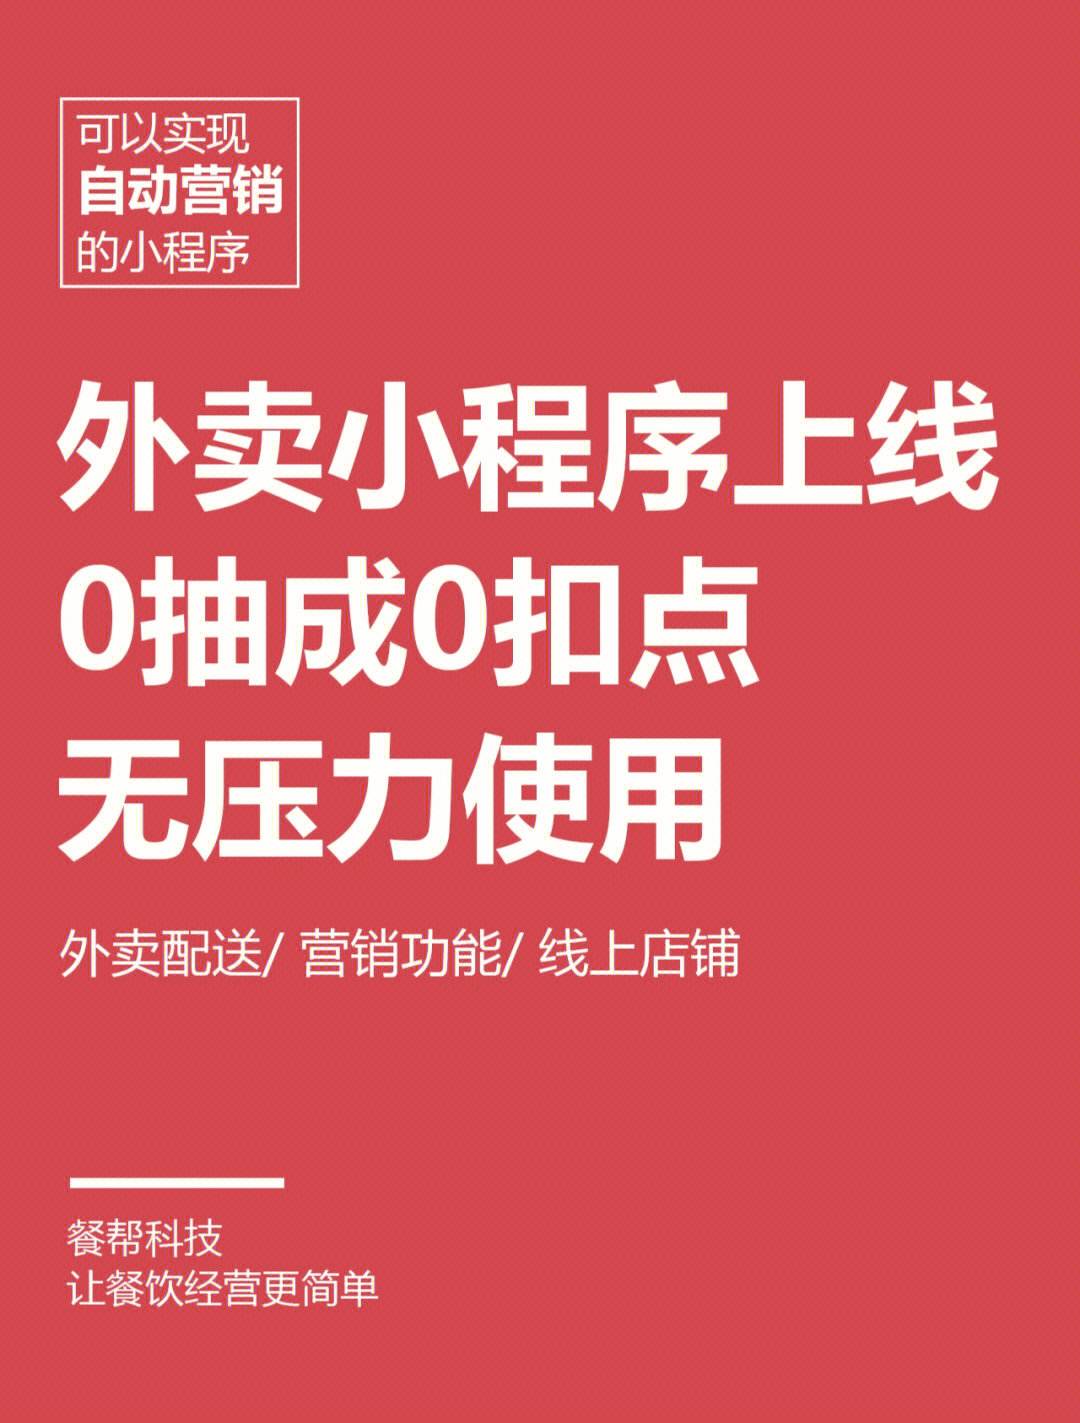 可以实现
自动营销
的小程序
外卖小程序上线
0抽成0扣点
无压力使用
外卖配送/ 营销功能/ 线上店铺
餐帮科技
让餐饮经营更简单